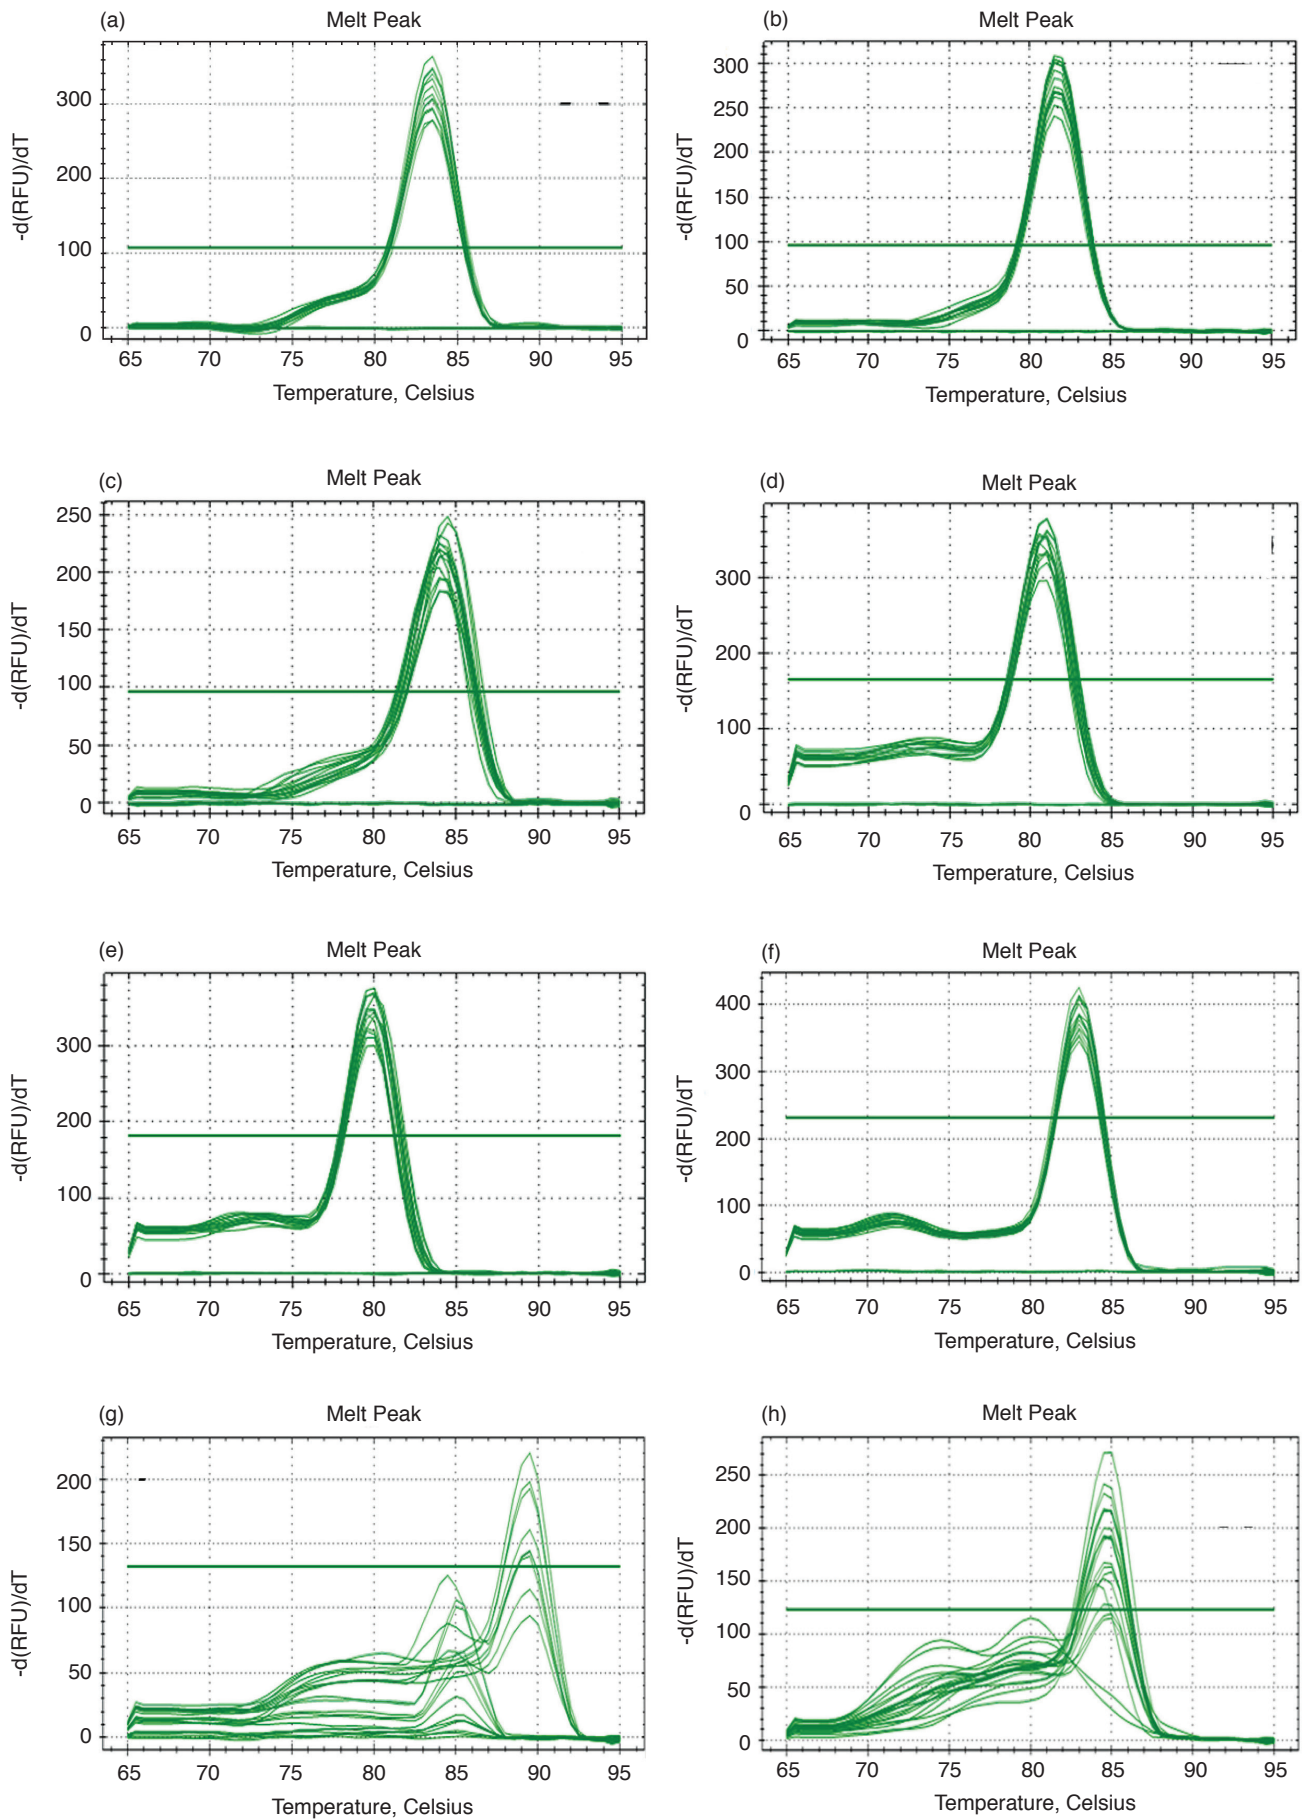 (a) Melt Peak
-d(RFU)/dT
300
200
100
0
65 70 75 80 85 90 95
Temperature, Celsius
(b) Melt Peak
-d(RFU)/dT
300
250
200
150
100
50
0
65 70 75 80 85 90 95
Temperature, Celsius
(c) Melt Peak
-d(RFU)/dT
250
200
150
100
50
0
65 70 75 80 85 90 95
Temperature, Celsius
(d) Melt Peak
-d(RFU)/dT
300
200
100
0
65 70 75 80 85 90 95
Temperature, Celsius
(e) Melt Peak
-d(RFU)/dT
300
200
100
0
65 70 75 80 85 90 95
Temperature, Celsius
(f) Melt Peak
-d(RFU)/dT
400
300
200
100
0
65 70 75 80 85 90 95
Temperature, Celsius
(g) Melt Peak
-d(RFU)/dT
200
150
100
50
0
65 70 75 80 85 90 95
Temperature, Celsius
(h) Melt Peak
-d(RFU)/dT
250
200
150
100
50
0
65 70 75 80 85 90 95
Temperature, Celsius